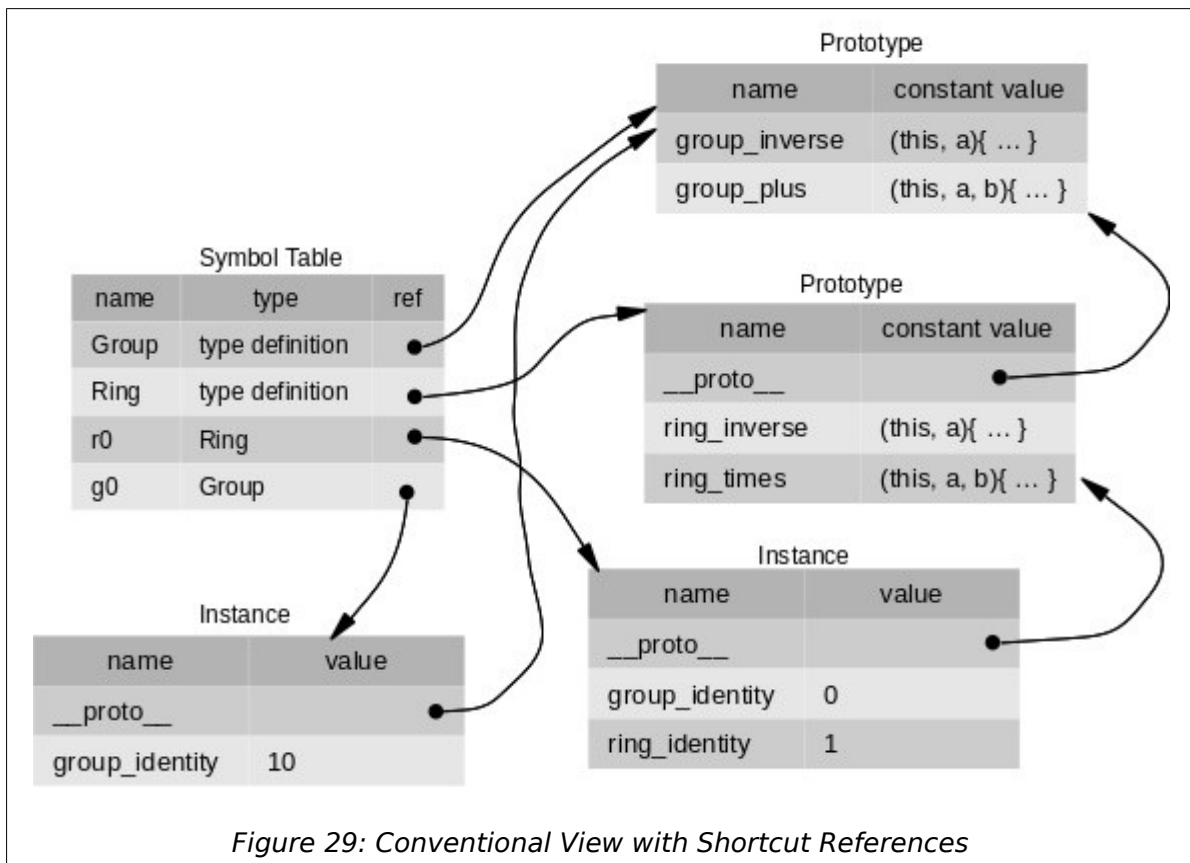 Prototype
name constant value
group_inverse (this, a){ ... }
group_plus (this, a, b){ ... }
Symbol Table
name type ref
Group type definition
Ring type definition
r0 Ring
g0 Group
Prototype
name constant value
__proto__
ring_inverse (this, a){ ... }
ring_times (this, a, b){ ... }
Instance
name value
__proto__
group_identity 10
Instance
name value
__proto__
group_identity 0
ring_identity 1
Figure 29: Conventional View with Shortcut References